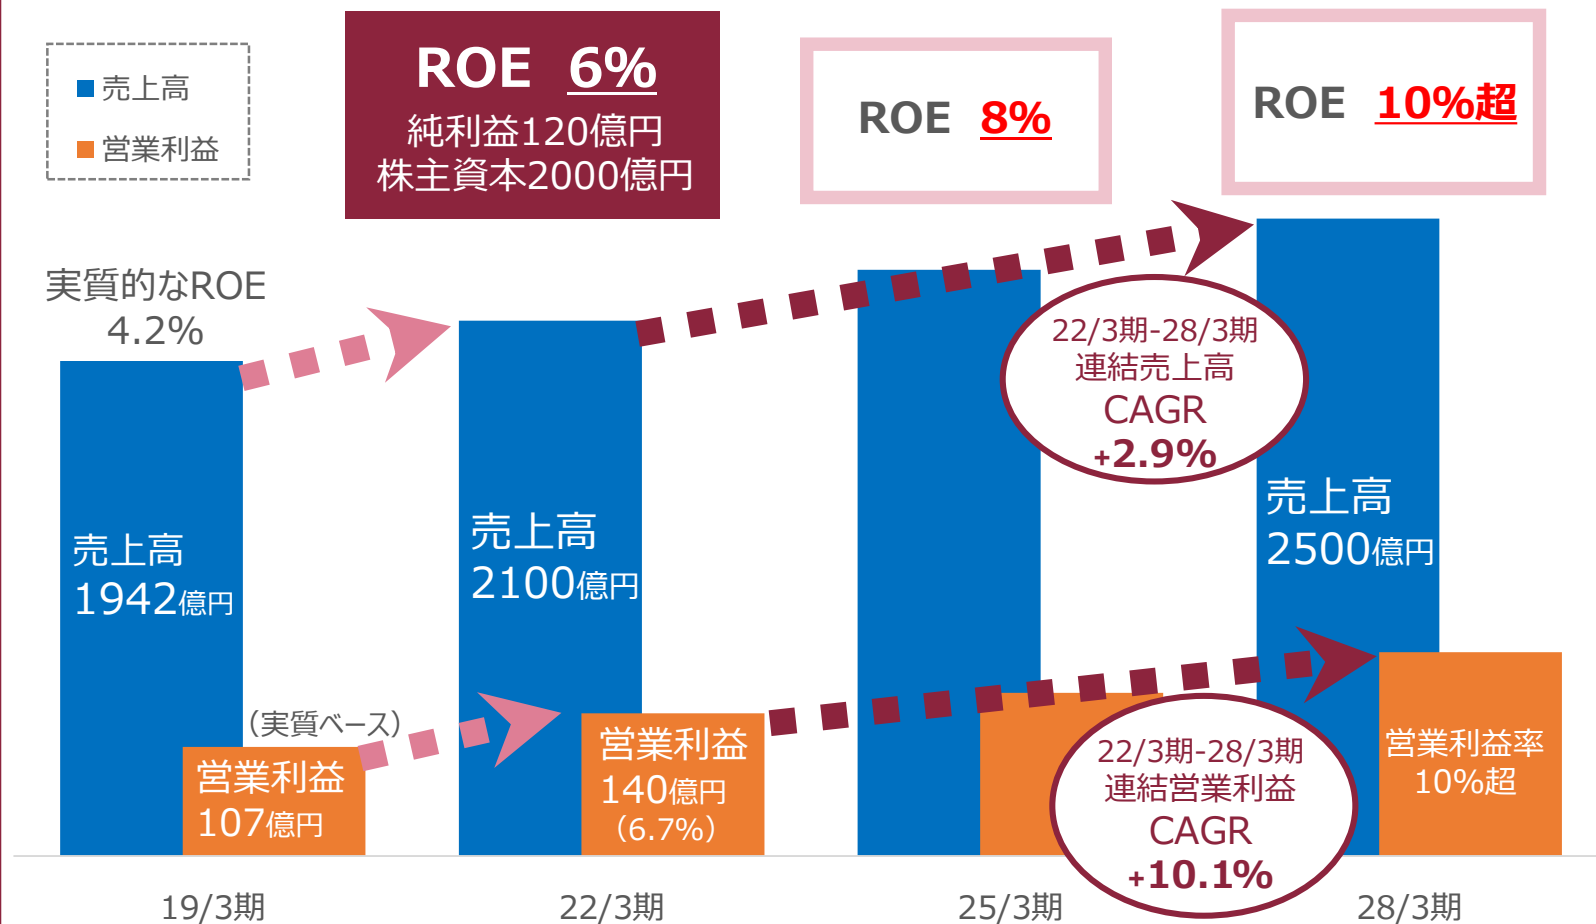 売上高
営業利益
ROE 6%
純利益120億円
株主資本2000億円
ROE 8%
ROE 10%超
実質的なROE
4.2%
売上高
1942億円
（実質ベース）
営業利益
107億円
売上高
2100億円
営業利益
140億円
（6.7%）
22/3期-28/3期
連結売上高
CAGR
+2.9%
22/3期-28/3期
連結営業利益
CAGR
+10.1%
売上高
2500億円
営業利益率
10%超
19/3期
22/3期
25/3期
28/3期